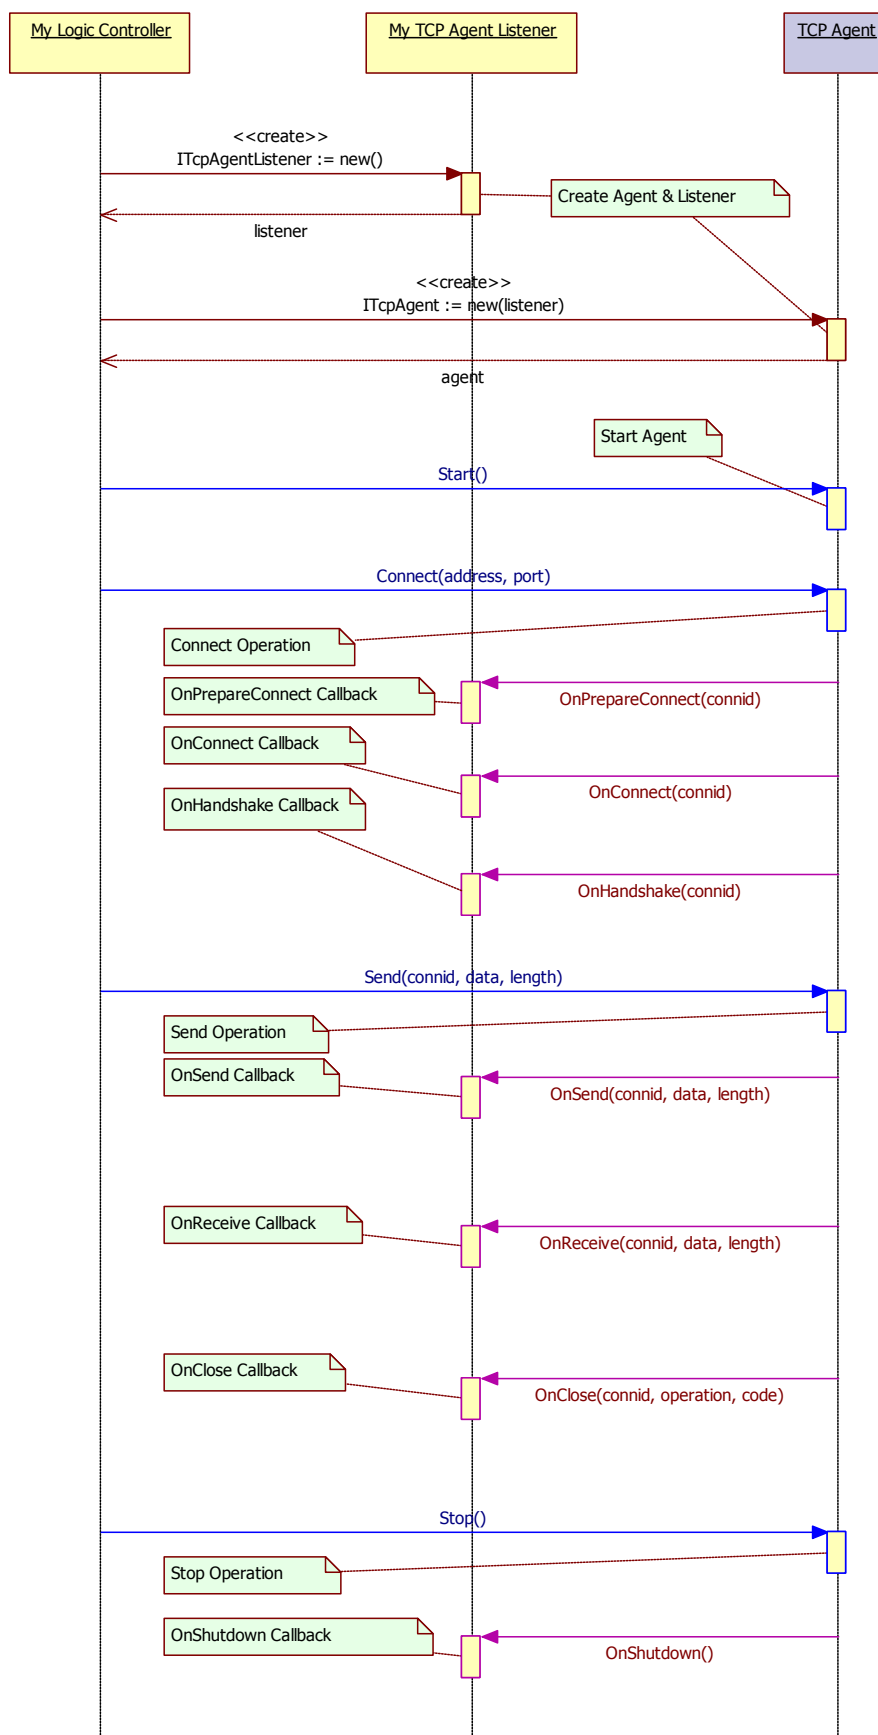 My Logic Controller
My TCP Agent Listener
TCP Agent
<<create>>
ITcpAgentListener := new()
Create Agent & Listener
listener
<<create>>
ITcpAgent := new(listener)
agent
Start Agent
Start()
Connect(address, port)
Connect Operation
OnPrepareConnect Callback
OnPrepareConnect(connid)
OnConnect Callback
OnConnect(connid)
OnHandshake Callback
OnHandshake(connid)
Send(connid, data, length)
Send Operation
OnSend Callback
OnSend(connid, data, length)
OnReceive Callback
OnReceive(connid, data, length)
OnClose Callback
OnClose(connid, operation, code)
Stop()
Stop Operation
OnShutdown Callback
OnShutdown()